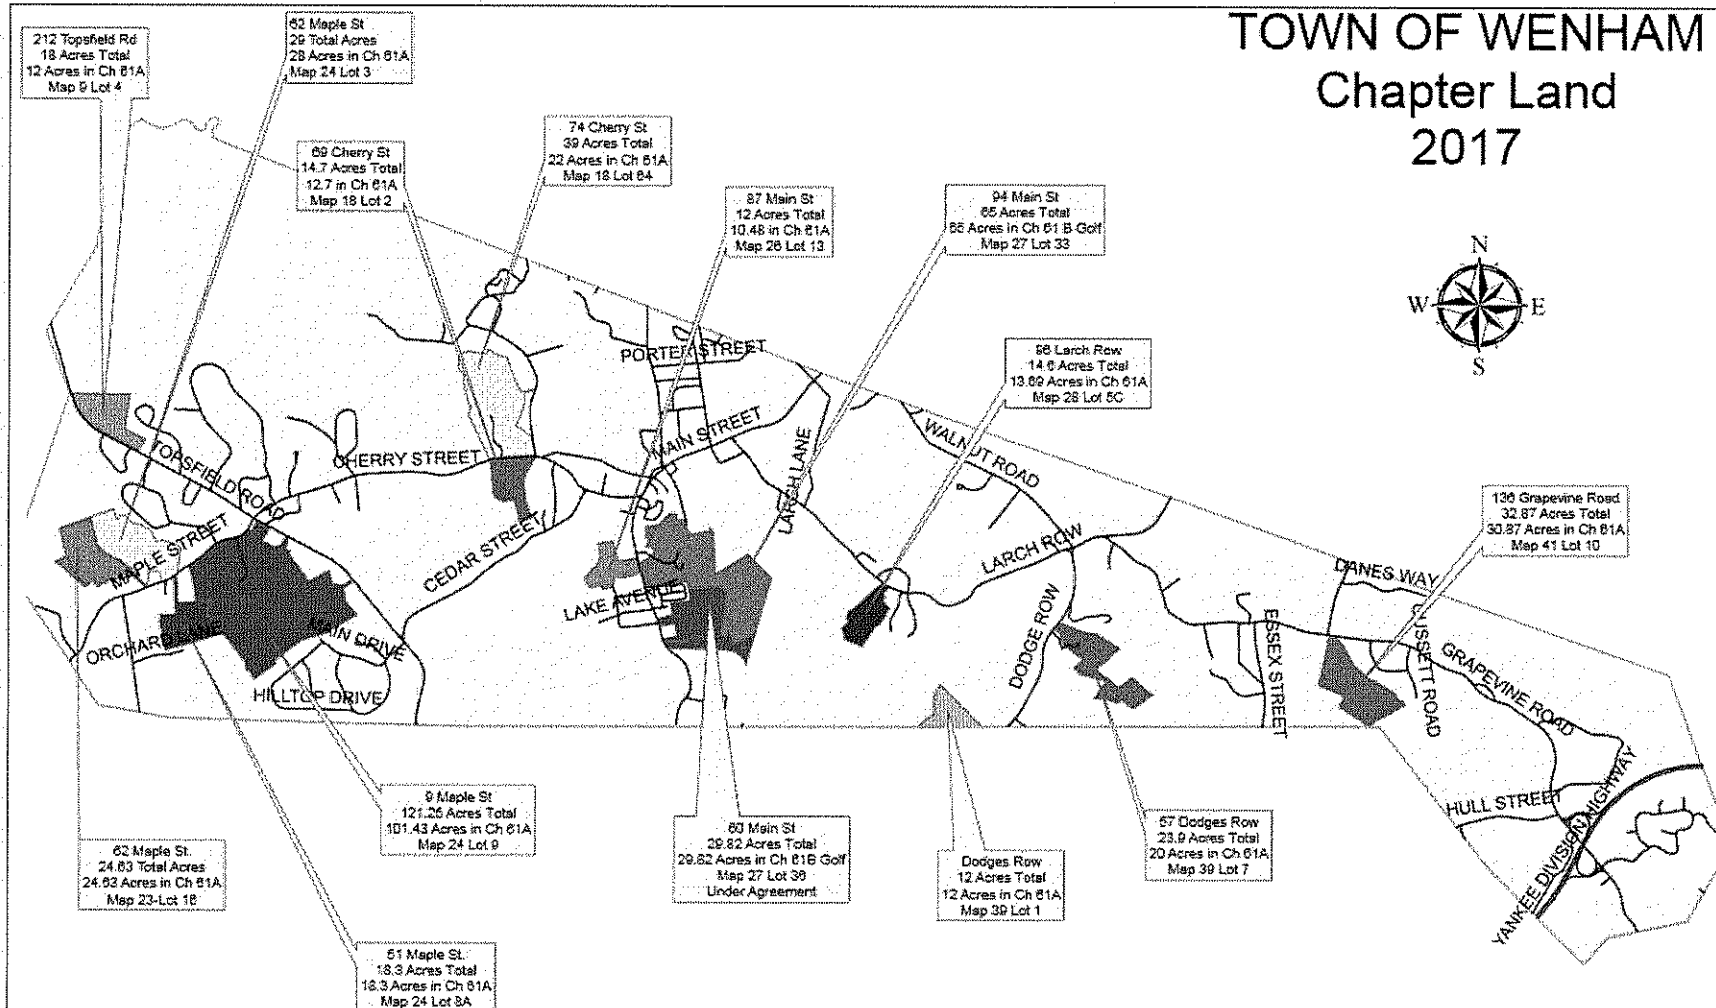 TOWN OF WENHAM
Chapter Land
2017
212 Topsfield Rd
18 Acres Total
12 Acres in Ch 61A
Map 9 Lot 4
62 Maple St
29 Total Acres
28 Acres in Ch 61A
Map 24 Lot 3
69 Cherry St
14.7 Acres Total
12.7 in Ch 61A
Map 18 Lot 2
74 Cherry St
39 Acres Total
22 Acres in Ch 61A
Map 18 Lot 64
87 Main St
12 Acres Total
10.48 in Ch 61A
Map 26 Lot 13
94 Main St
65 Acres Total
65 Acres in Ch 61 B Golf
Map 27 Lot 33
N
W
E
S
Larch Row
14.6 Acres Total
13.69 Acres in Ch 61A
Map 28 Lot 5C
136 Grapevine Road
32.87 Acres Total
30.87 Acres in Ch 61A
Map 41 Lot 10
PORTER STREET
MAIN STREET
CHERRY STREET
TOPSFIELD ROAD
MAPLE STREET
CEDAR STREET
LARCH LANE
WALNUT ROAD
LARCH ROW
DANES WAY
LAKE AVENUE
ORCHARD LANE
MAIN DRIVE
HILLTOP DRIVE
DODGE ROW
ESSEX STREET
RUSSETT ROAD
GRAPEVINE ROAD
HULL STREET
YANKEE DIVISION HIGHWAY
62 Maple St.
24.63 Total Acres
24.63 Acres in Ch 61A
Map 23-Lot 16
9 Maple St
121.25 Acres Total
101.43 Acres in Ch 61A
Map 24 Lot 9
60 Main St
29.82 Acres Total
29.82 Acres in Ch 61B Golf
Map 27 Lot 36
Under Agreement
Dodges Row
12 Acres Total
12 Acres in Ch 61A
Map 39 Lot 1
57 Dodges Row
23.9 Acres Total
20 Acres in Ch 61A
Map 39 Lot 7
61 Maple St.
18.3 Acres Total
18.3 Acres in Ch 61A
Map 24 Lot 8A